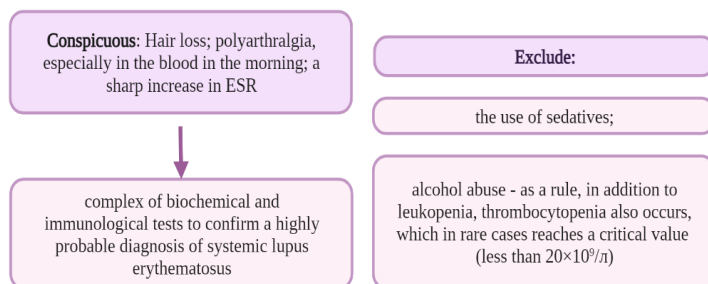 Conspicuous: Hair loss; polyarthralgia,
especially in the blood in the morning; a
sharp increase in ESR
complex of biochemical and
immunological tests to confirm a highly
probable diagnosis of systemic lupus
erythematosus
Exclude:
the use of sedatives;
alcohol abuse - as a rule, in addition to
leukopenia, thrombocytopenia also occurs,
which in rare cases reaches a critical value
(less than 20×10⁹/л)